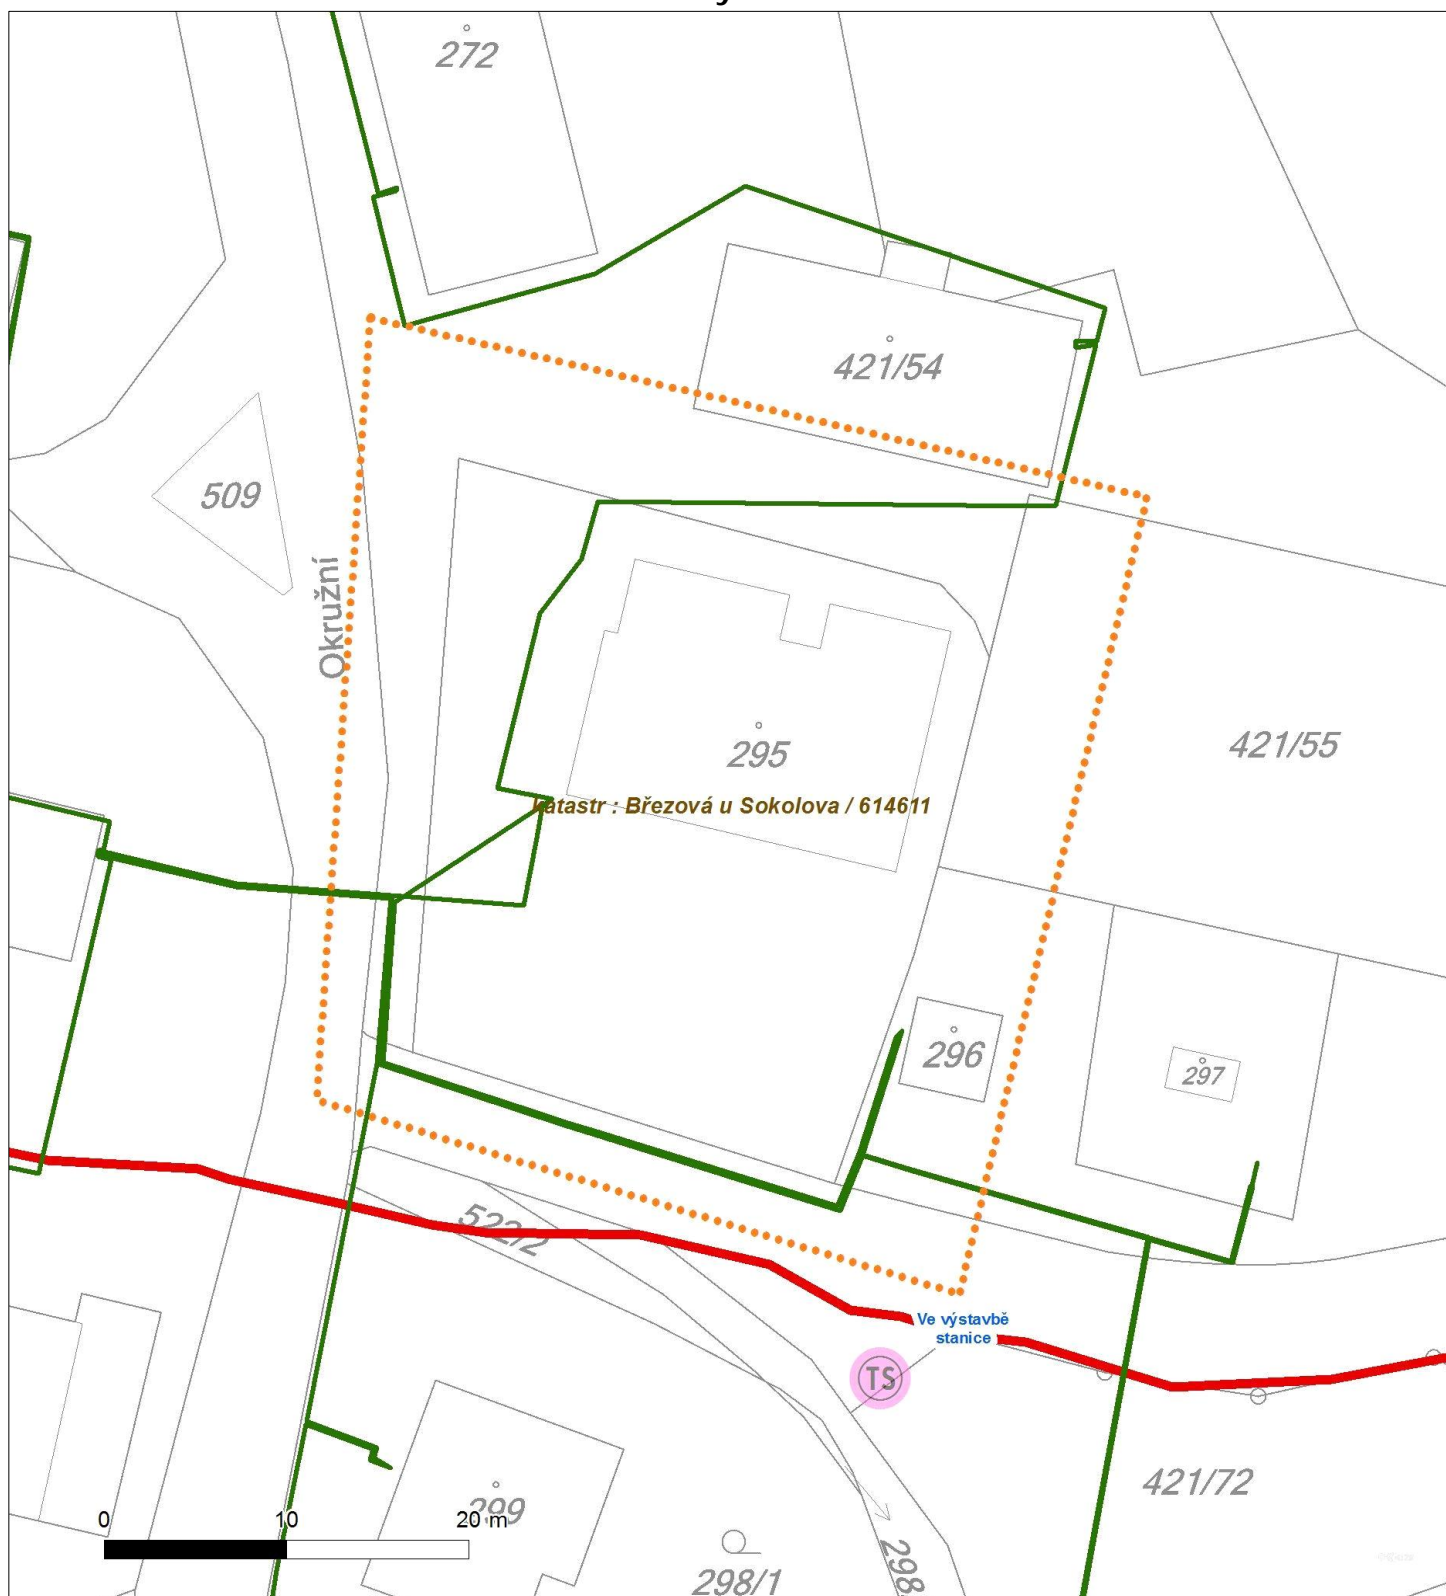 272
421/54
509
Okružní
295
421/55
katastr : Březová u Sokolova / 614611
296
297
522/2
Ve výstavbě
stanice
TS
421/72
299
0 10 20 m
298
298/1